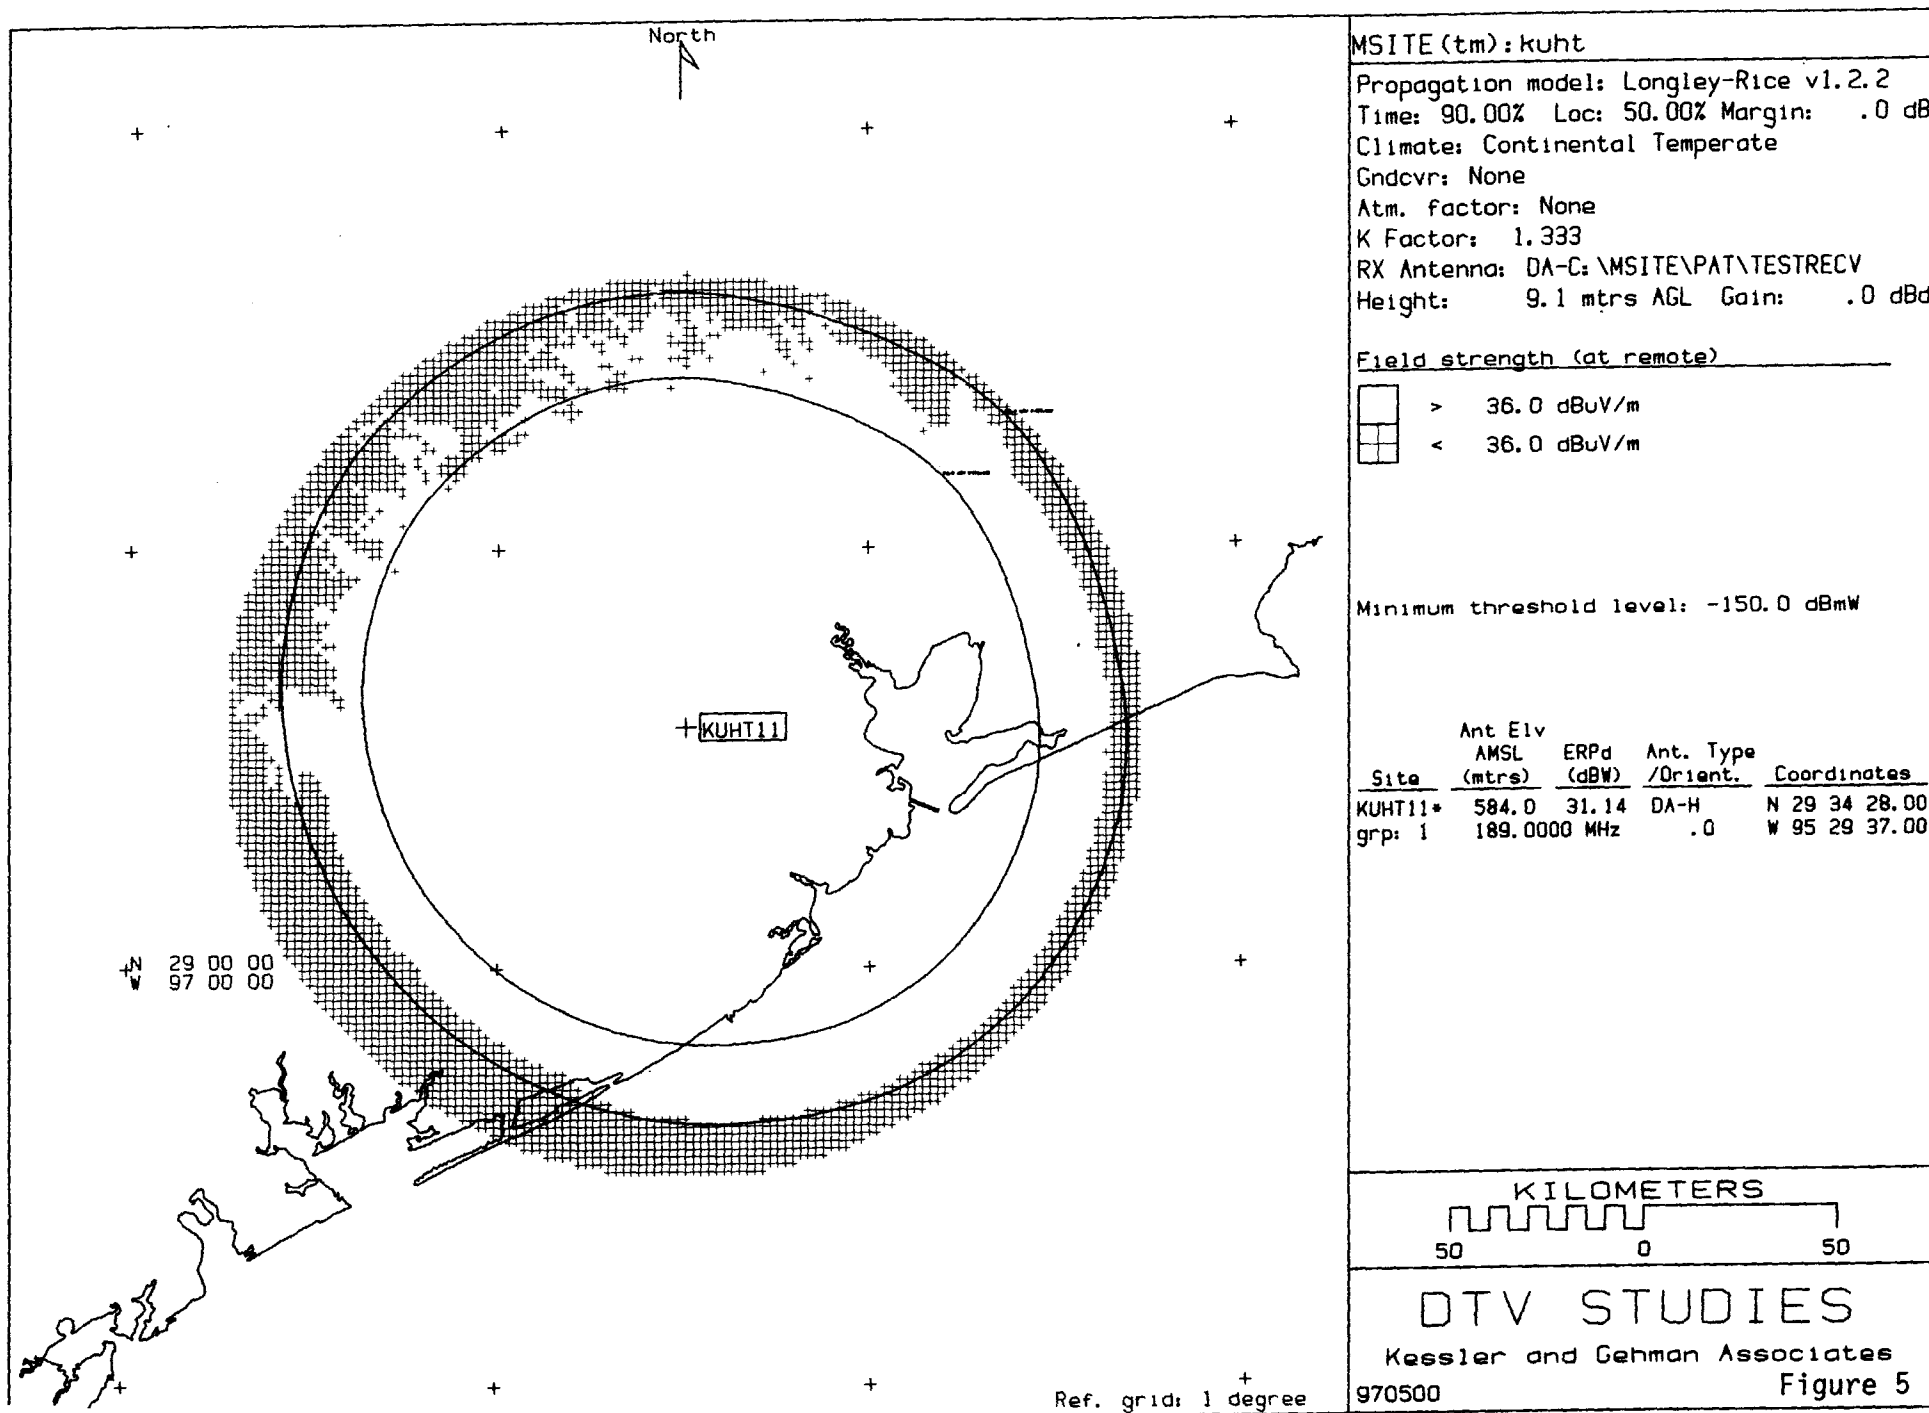 North
MSITE(tm):kuht
Propagation model: Longley-Rice v1.2.2
Time: 90.00% Loc: 50.00% Margin: .0 dB
Climate: Continental Temperate
Gndcvr: None
Atm. factor: None
K Factor: 1.333
RX Antenna: DA-C:\MSITE\PAT\TESTRECV
Height: 9.1 mtrs AGL Gain: .0 dBd
Field strength (at remote)
> 36.0 dBuV/m
< 36.0 dBuV/m
Minimum threshold level: -150.0 dBmW
KUHT11
Ant Elv
AMSL ERPd Ant. Type
Site (mtrs) (dBW) /Orient. Coordinates
KUHT11* 584.0 31.14 DA-H N 29 34 28.00
grp: 1 189.0000 MHz .0 W 95 29 37.00
N 29 00 00
W 97 00 00
KILOMETERS
50 0 50
DTV STUDIES
Kessler and Gehman Associates
970500 Figure 5
Ref. grid: 1 degree